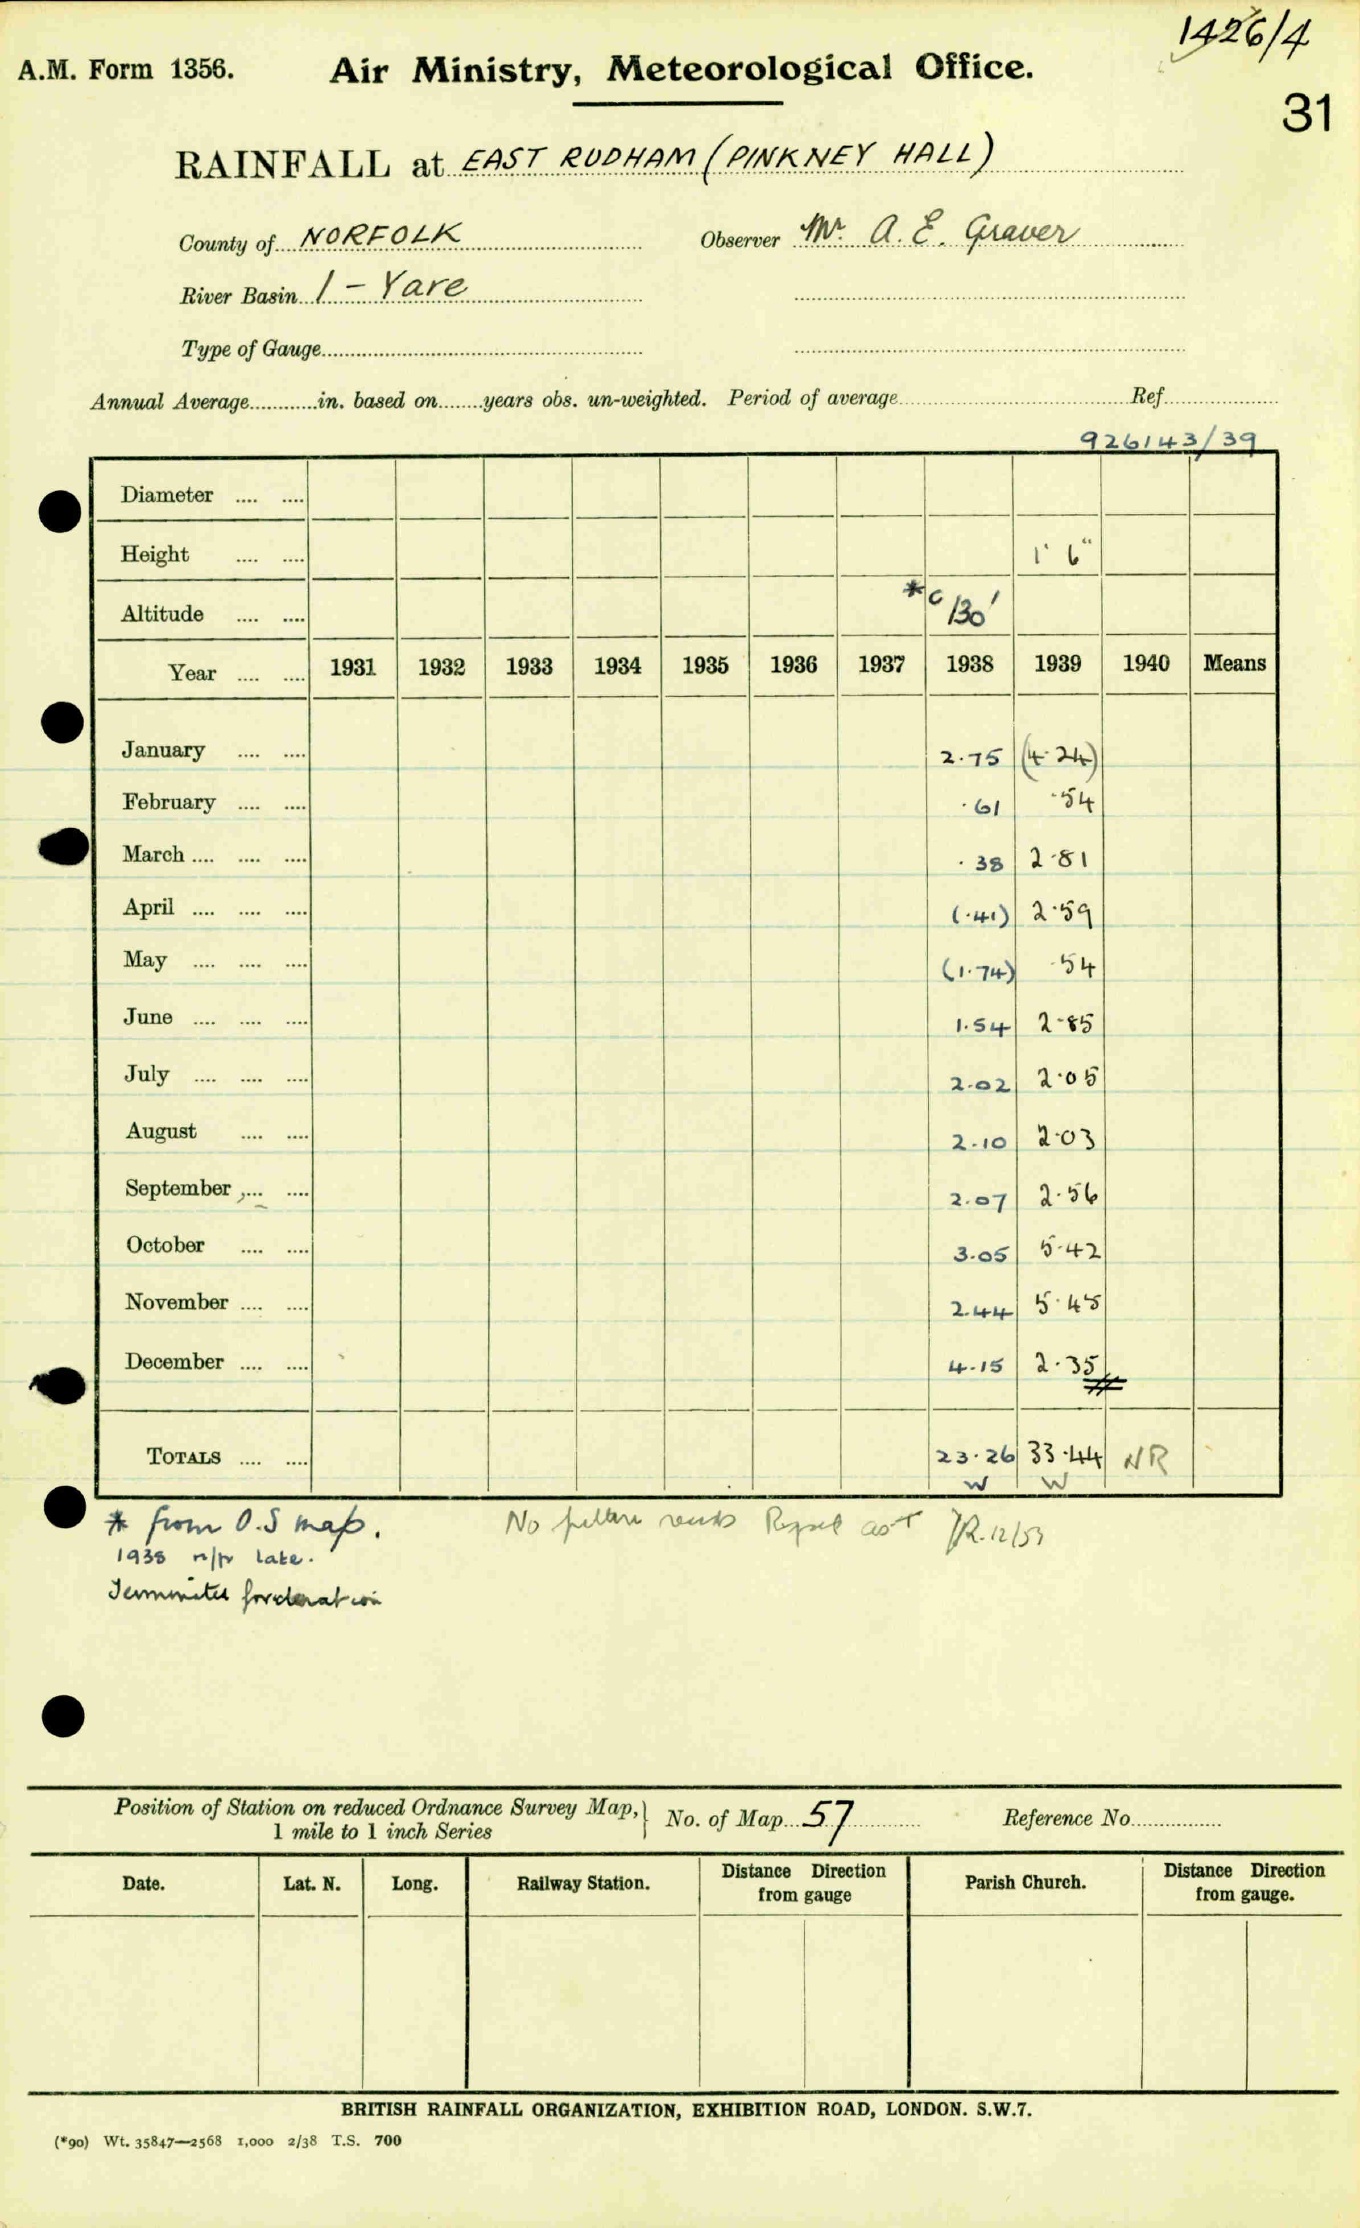 1426/4
A.M. Form 1356. Air Ministry, Meteorological Office.
31
RAINFALL at EAST RUDHAM (PINKNEY HALL)
County of NORFOLK Observer Mr. A. E. Graver
River Basin 1 - Yare
Type of Gauge
Annual Average in. based on years obs. un-weighted. Period of average Ref
926143/39
Diameter .... ....
Height .... .... 1' 6"
Altitude .... .... * c 130'
Year .... .... 1931 1932 1933 1934 1935 1936 1937 1938 1939 1940 Means
January .... .... 2.75 (4.24)
February .... .... .61 .54
March .... .... .... .38 2.81
April .... .... .... (.41) 2.59
May .... .... .... (1.74) .54
June .... .... .... 1.54 2.85
July .... .... .... 2.02 2.05
August .... .... 2.10 2.03
September .... .... 2.07 2.56
October .... .... 3.05 5.42
November .... .... 2.44 5.45
December .... .... 4.15 2.35
TOTALS .... .... 23.26 33.44 NR
W W
* from O.S map. No further Report JR. 12/53
1938 late.
Position of Station on reduced Ordnance Survey Map, } No. of Map 57 Reference No
1 mile to 1 inch Series
Date. Lat. N. Long. Railway Station. Distance Direction from gauge Parish Church. Distance Direction from gauge.
BRITISH RAINFALL ORGANIZATION, EXHIBITION ROAD, LONDON. S.W.7.
(*90) Wt. 35847—2568 1,000 2/38 T.S. 700